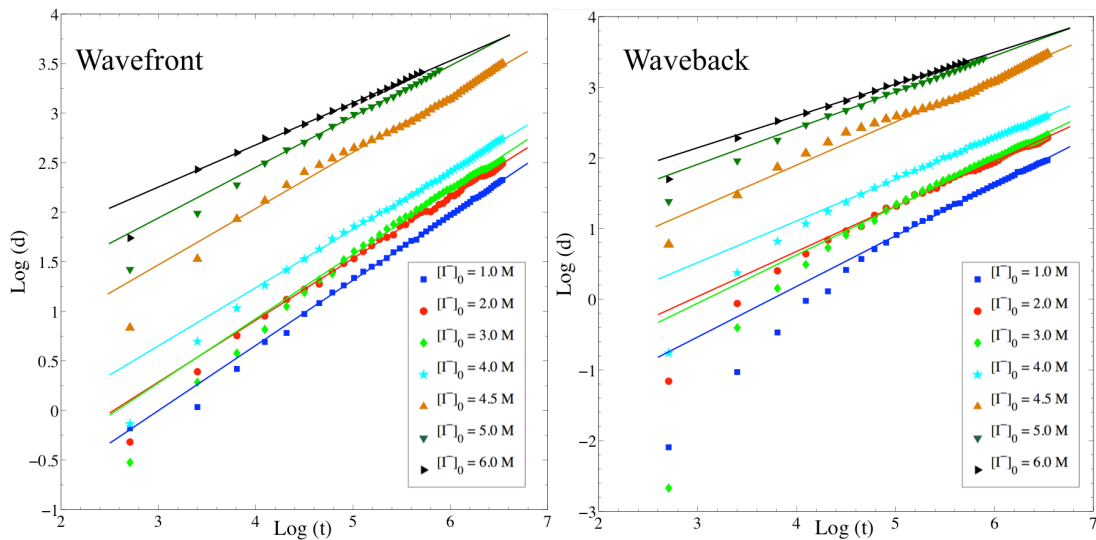 Wavefront
Log (d)
4
3.5
3
2.5
2
1.5
1
0.5
0
−0.5
−1
2
3
4
5
6
7
Log (t)
[I⁻]₀ = 1.0 M
[I⁻]₀ = 2.0 M
[I⁻]₀ = 3.0 M
[I⁻]₀ = 4.0 M
[I⁻]₀ = 4.5 M
[I⁻]₀ = 5.0 M
[I⁻]₀ = 6.0 M
Waveback
Log (d)
4
3
2
1
0
−1
−2
−3
2
3
4
5
6
7
Log (t)
[I⁻]₀ = 1.0 M
[I⁻]₀ = 2.0 M
[I⁻]₀ = 3.0 M
[I⁻]₀ = 4.0 M
[I⁻]₀ = 4.5 M
[I⁻]₀ = 5.0 M
[I⁻]₀ = 6.0 M